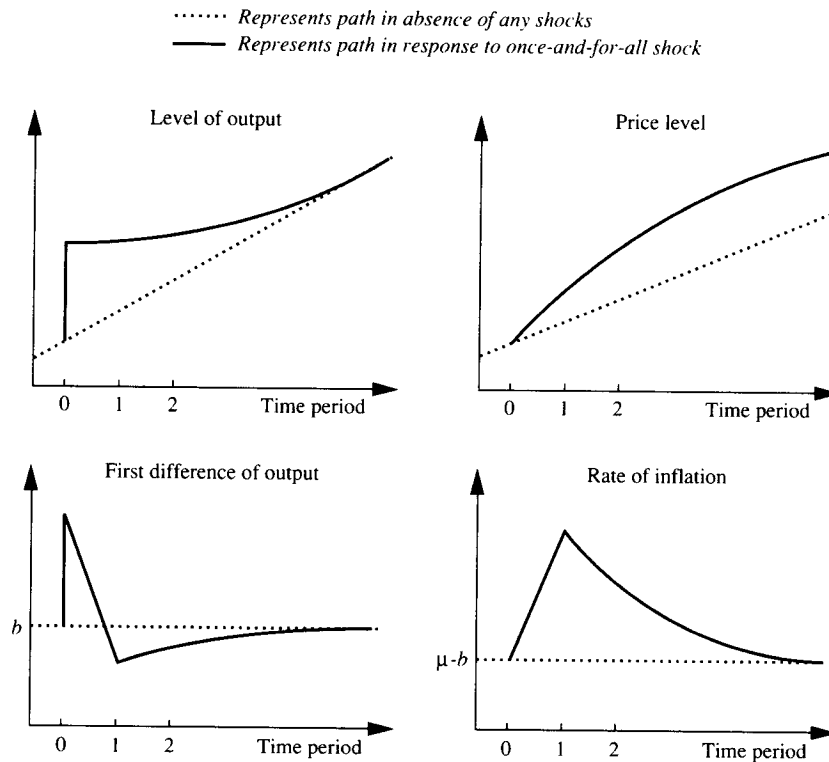 Represents path in absence of any shocks
Represents path in response to once-and-for-all shock
Level of output
0 1 2 Time period
Price level
0 1 2 Time period
First difference of output
b
0 1 2 Time period
Rate of inflation
μ-b
0 1 2 Time period